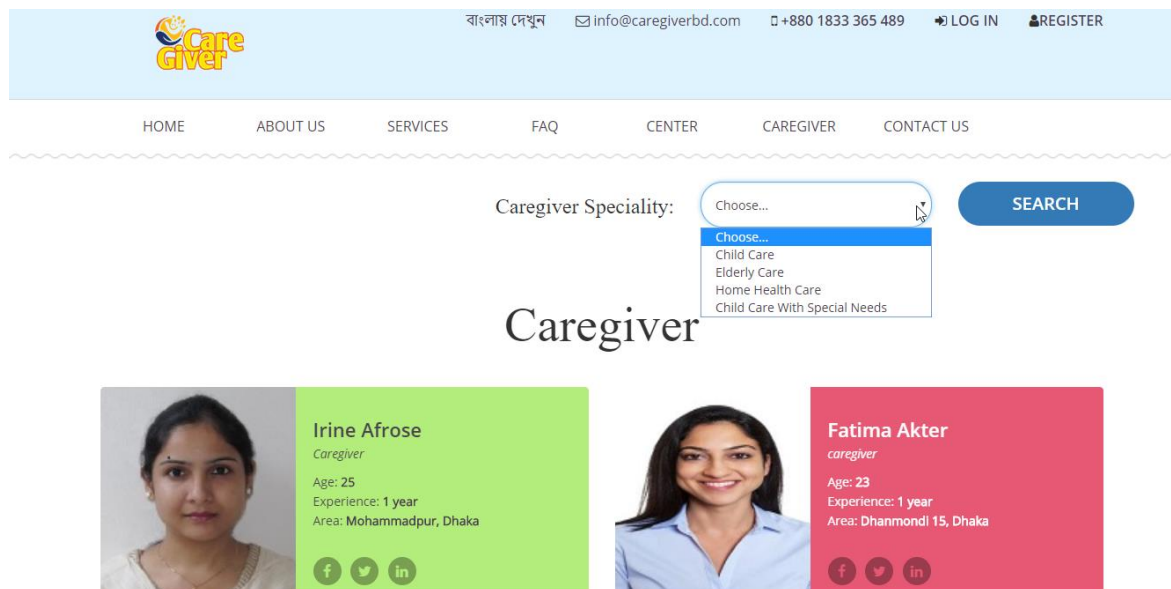 Care
Giver
বাংলায় দেখুন info@caregiverbd.com +880 1833 365 489 LOG IN REGISTER
HOME ABOUT US SERVICES FAQ CENTER CAREGIVER CONTACT US
Caregiver Speciality: Choose... SEARCH
Choose...
Child Care
Elderly Care
Home Health Care
Child Care With Special Needs
Caregiver
Irine Afrose
Caregiver
Age: 25
Experience: 1 year
Area: Mohammadpur, Dhaka
Fatima Akter
caregiver
Age: 23
Experience: 1 year
Area: Dhanmondi 15, Dhaka